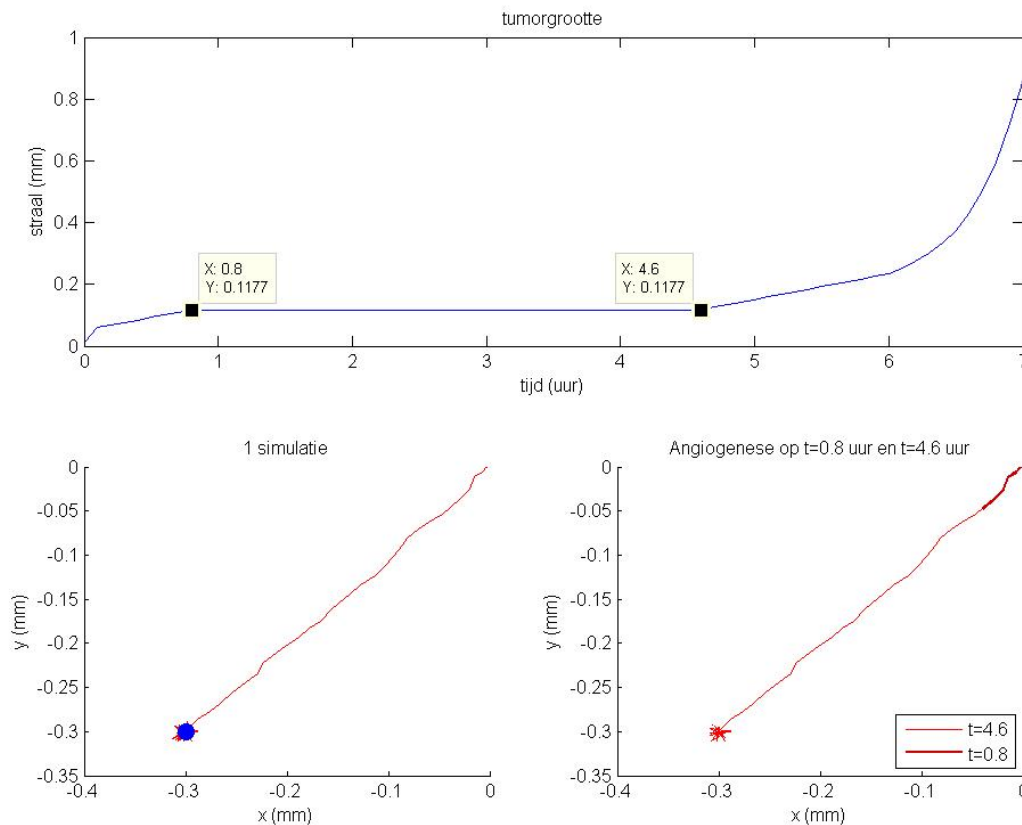 tumorgrootte
1
0.8
0.6
0.4
0.2
0
straal (mm)
X: 0.8
Y: 0.1177
X: 4.6
Y: 0.1177
0 1 2 3 4 5 6 7
tijd (uur)
1 simulatie
0
-0.05
-0.1
-0.15
-0.2
-0.25
-0.3
-0.35
y (mm)
-0.4 -0.3 -0.2 -0.1 0
x (mm)
Angiogenese op t=0.8 uur en t=4.6 uur
0
-0.05
-0.1
-0.15
-0.2
-0.25
-0.3
-0.35
y (mm)
t=4.6
t=0.8
-0.4 -0.3 -0.2 -0.1 0
x (mm)